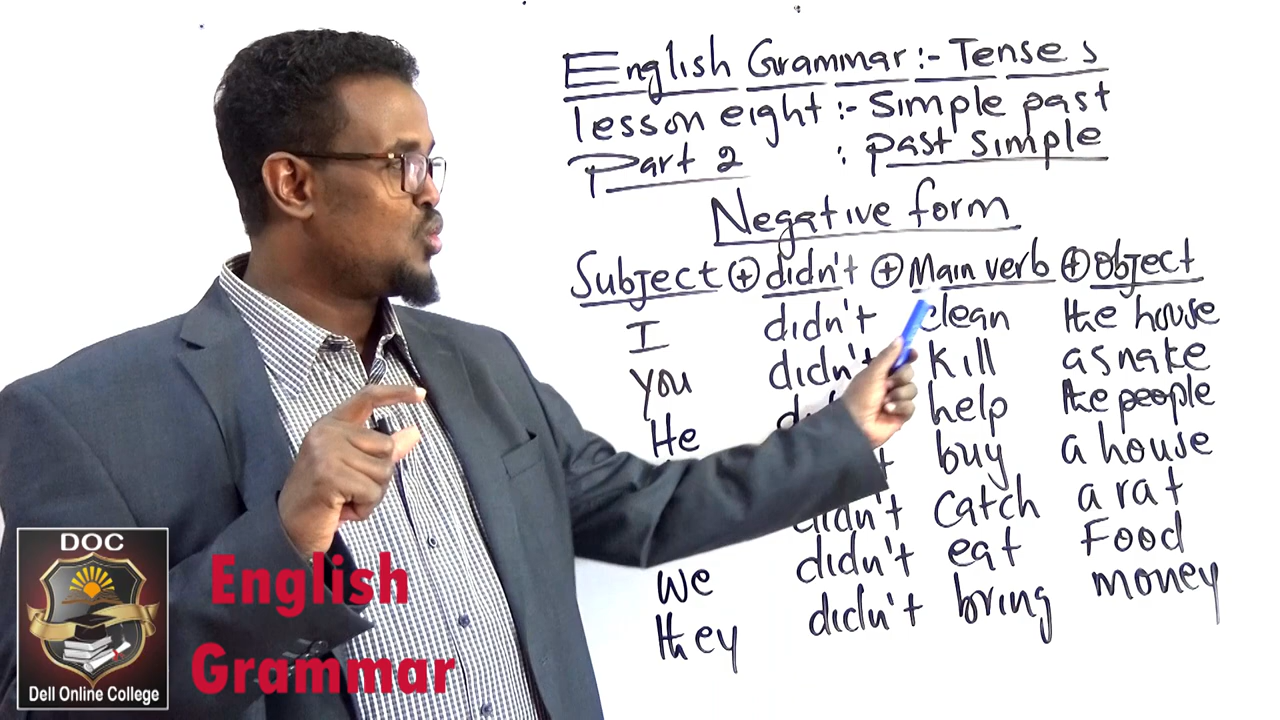 English Grammar :- Tenses
lesson eight :- Simple past
Part 2 : past simple
Negative form
Subject + didn't + Main verb + object
I didn't clean the house
you didn't kill a snake
He help the people
buy a house
didn't catch a rat
We didn't eat Food
they didn't bring money
DOC
Dell Online College
English
Grammar